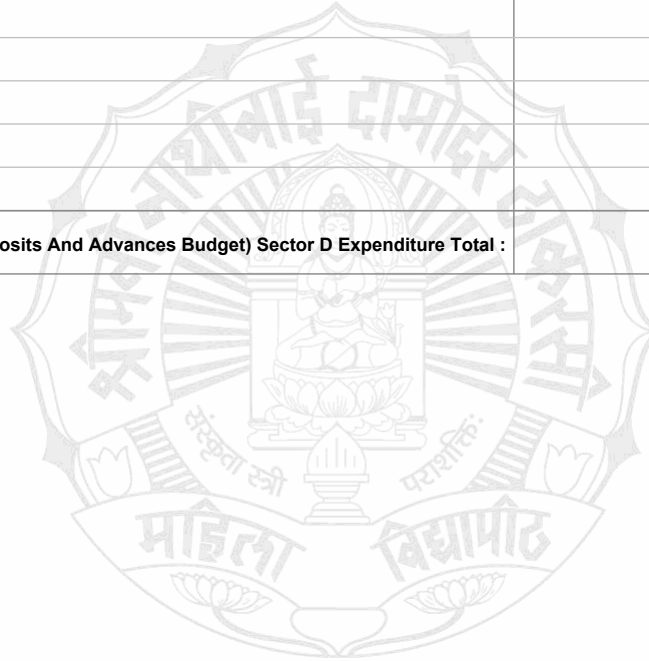 श्रीमती नाथीबाई दामोदर ठाकरसी
osits And Advances Budget) Sector D Expenditure Total :
संस्कृता स्त्री
पराशक्तिः
महिला विद्यापीठ